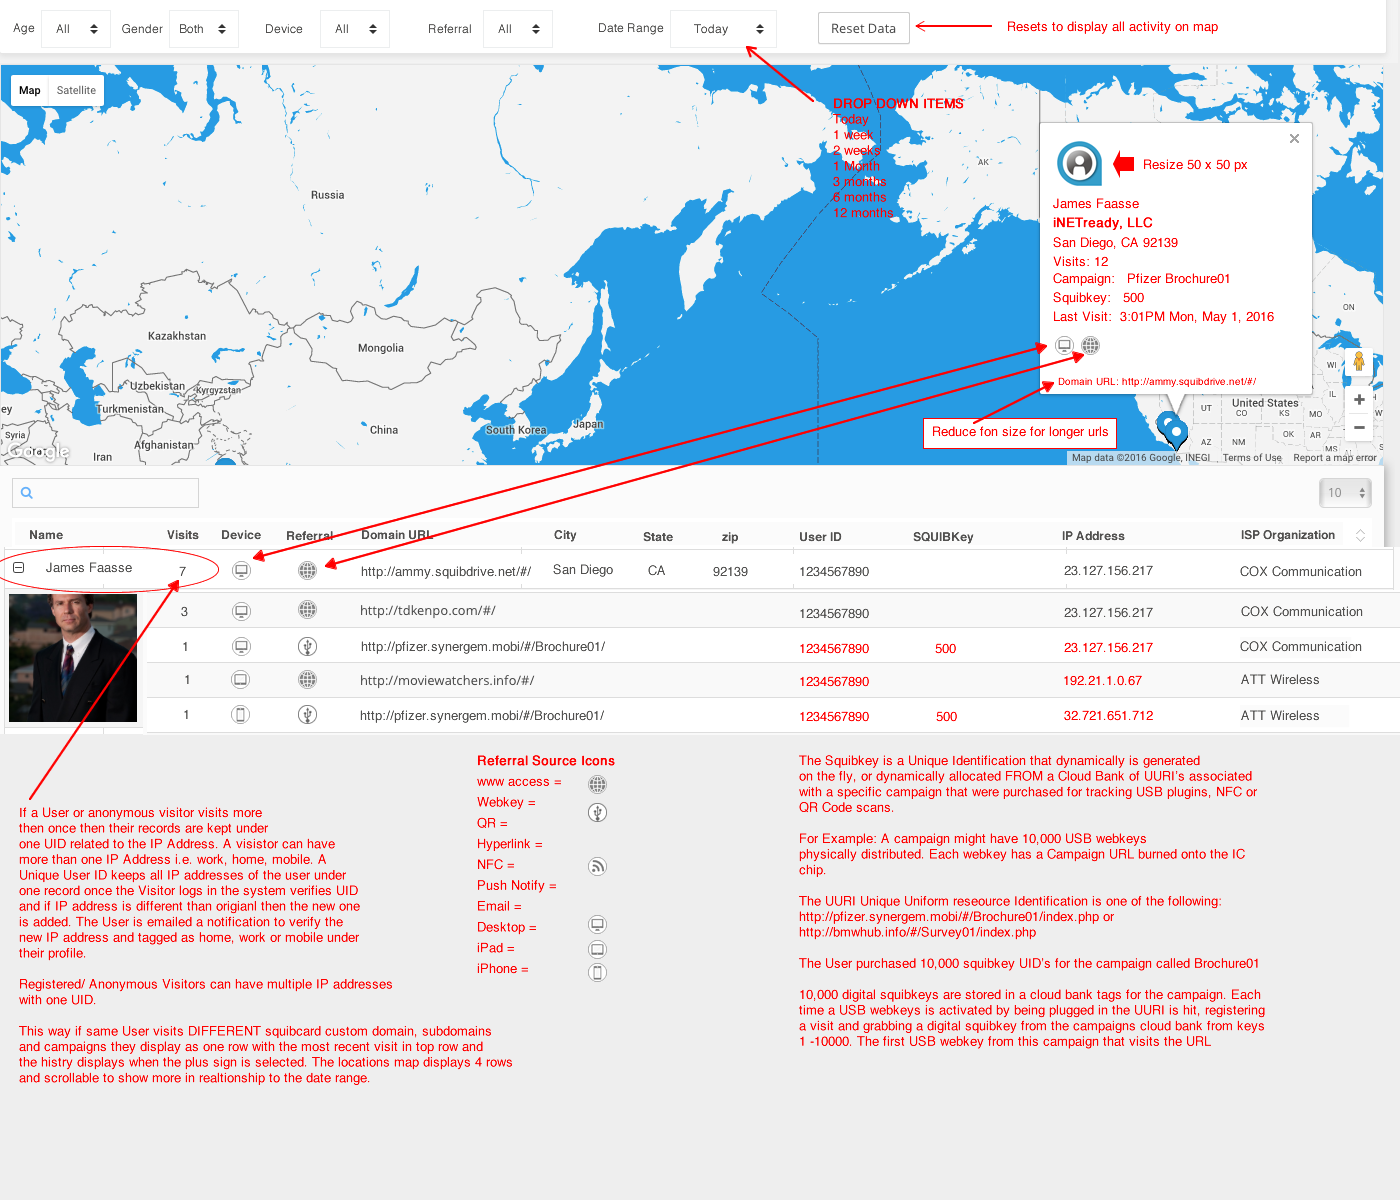 Age All Gender Both Device All Referral All Date Range Today Reset Data Resets to display all activity on map
Map Satellite
DROP DOWN ITEMS
Today
1 week
2 weeks
1 Month
3 months
6 months
12 months
AK
Russia
Kazakhstan
Mongolia
Uzbekistan
Kyrgyzstan
Turkmenistan
Syria
Afghanistan
Iran
China
South Korea
Japan
Google
Resize 50 x 50 px
James Faasse
iNETready, LLC
San Diego, CA 92139
Visits: 12
Campaign: Pfizer Brochure01
Squibkey: 500
Last Visit: 3:01PM Mon, May 1, 2016
Domain URL: http://ammy.squibdrive.net/#/
Reduce fon size for longer urls
ON
WI
MI
IL
United States
UT
CO
KS
MO
AZ
NM
OK
AR
MS
Map data ©2016 Google, INEGI Terms of Use Report a map error
10
Name Visits Device Referral Domain URL City State zip User ID SQUIBKey IP Address ISP Organization
James Faasse 7 http://ammy.squibdrive.net/#/ San Diego CA 92139 1234567890 23.127.156.217 COX Communication
3 http://tdkenpo.com/#/ 1234567890 23.127.156.217 COX Communication
1 http://pfizer.synergem.mobi/#/Brochure01/ 1234567890 500 23.127.156.217 COX Communication
1 http://moviewatchers.info/#/ 1234567890 192.21.1.0.67 ATT Wireless
1 http://pfizer.synergem.mobi/#/Brochure01/ 1234567890 500 32.721.651.712 ATT Wireless
If a User or anonymous visitor visits more
then once then their records are kept under
one UID related to the IP Address. A visistor can have
more than one IP Address i.e. work, home, mobile. A
Unique User ID keeps all IP addresses of the user under
one record once the Visitor logs in the system verifies UID
and if IP address is different than origianl then the new one
is added. The User is emailed a notification to verify the
new IP address and tagged as home, work or mobile under
their profile.
Registered/ Anonymous Visitors can have multiple IP addresses
with one UID.
This way if same User visits DIFFERENT squibcard custom domain, subdomains
and campaigns they display as one row with the most recent visit in top row and
the histry displays when the plus sign is selected. The locations map displays 4 rows
and scrollable to show more in realtionship to the date range.
Referral Source Icons
www access =
Webkey =
QR =
Hyperlink =
NFC =
Push Notify =
Email =
Desktop =
iPad =
iPhone =
The Squibkey is a Unique Identification that dynamically is generated
on the fly, or dynamically allocated FROM a Cloud Bank of UURI's associated
with a specific campaign that were purchased for tracking USB plugins, NFC or
QR Code scans.
For Example: A campaign might have 10,000 USB webkeys
physically distributed. Each webkey has a Campaign URL burned onto the IC
chip.
The UURI Unique Uniform reseource Identification is one of the following:
http://pfizer.synergem.mobi/#/Brochure01/index.php or
http://bmwhub.info/#/Survey01/index.php
The User purchased 10,000 squibkey UID's for the campaign called Brochure01
10,000 digital squibkeys are stored in a cloud bank tags for the campaign. Each
time a USB webkeys is activated by being plugged in the UURI is hit, registering
a visit and grabbing a digital squibkey from the campaigns cloud bank from keys
1 -10000. The first USB webkey from this campaign that visits the URL